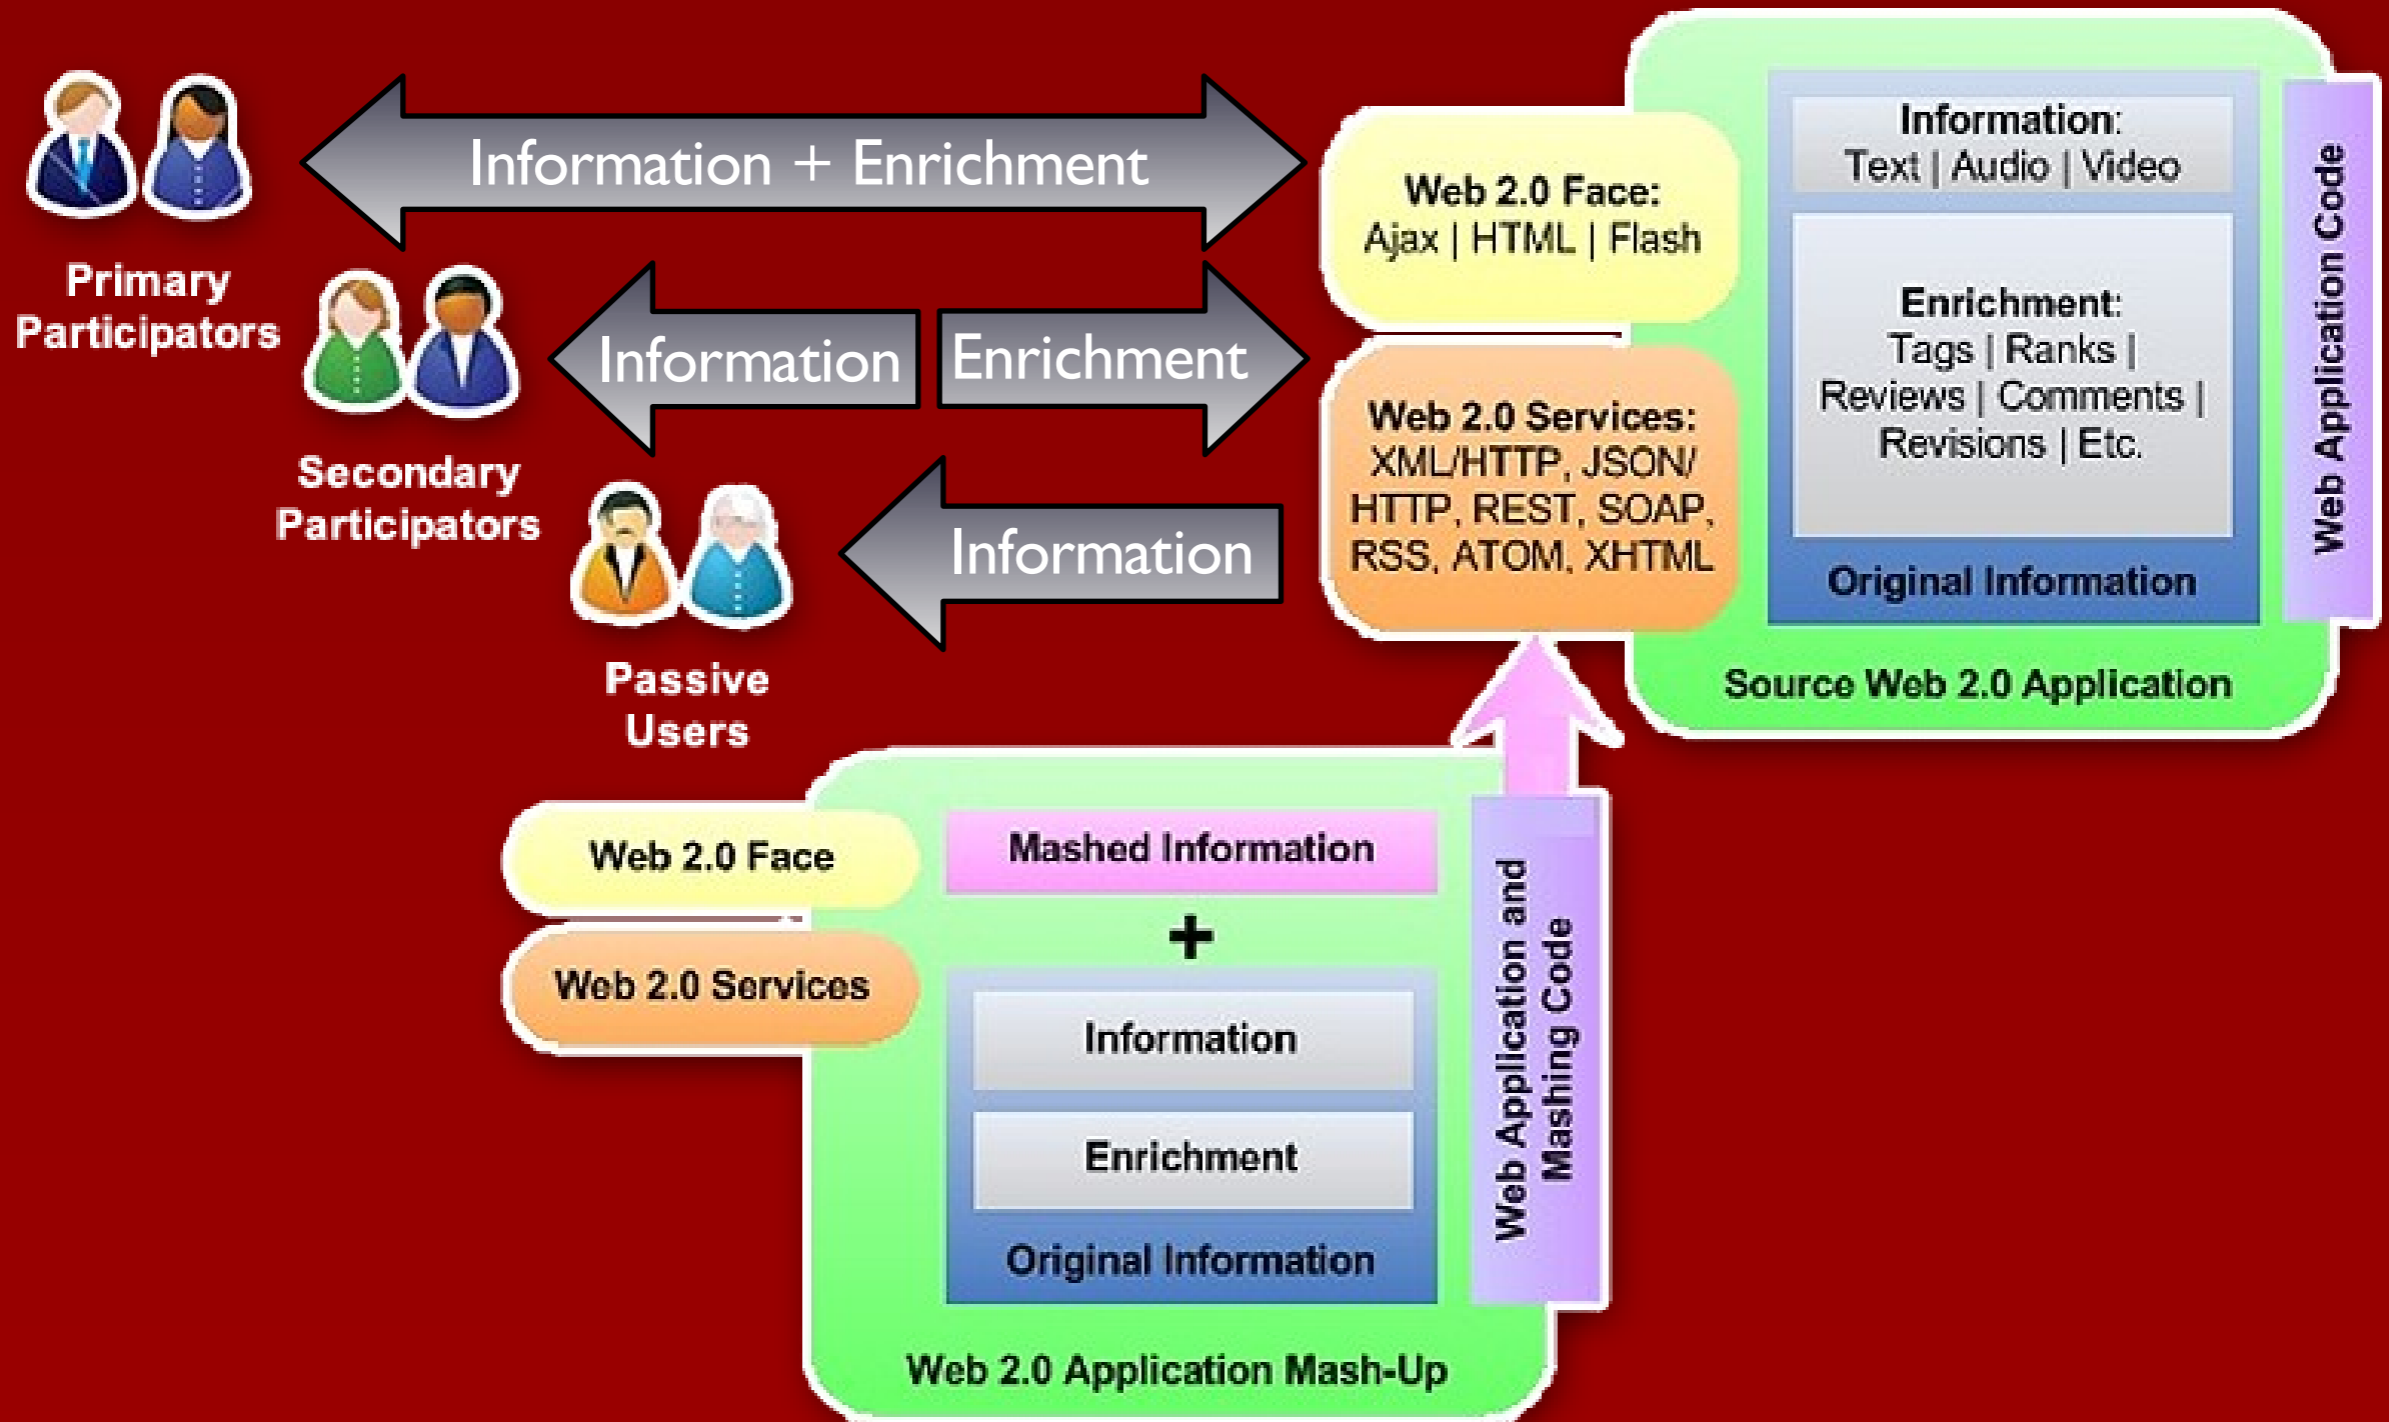 Primary
Participators
Information + Enrichment
Secondary
Participators
Information
Enrichment
Passive
Users
Information
Web 2.0 Face:
Ajax | HTML | Flash
Web 2.0 Services:
XML/HTTP, JSON/
HTTP, REST, SOAP,
RSS, ATOM, XHTML
Information:
Text | Audio | Video
Enrichment:
Tags | Ranks |
Reviews | Comments |
Revisions | Etc.
Original Information
Source Web 2.0 Application
Web Application Code
Web 2.0 Face
Web 2.0 Services
Mashed Information
+
Information
Enrichment
Original Information
Web 2.0 Application Mash-Up
Web Application and
Mashing Code